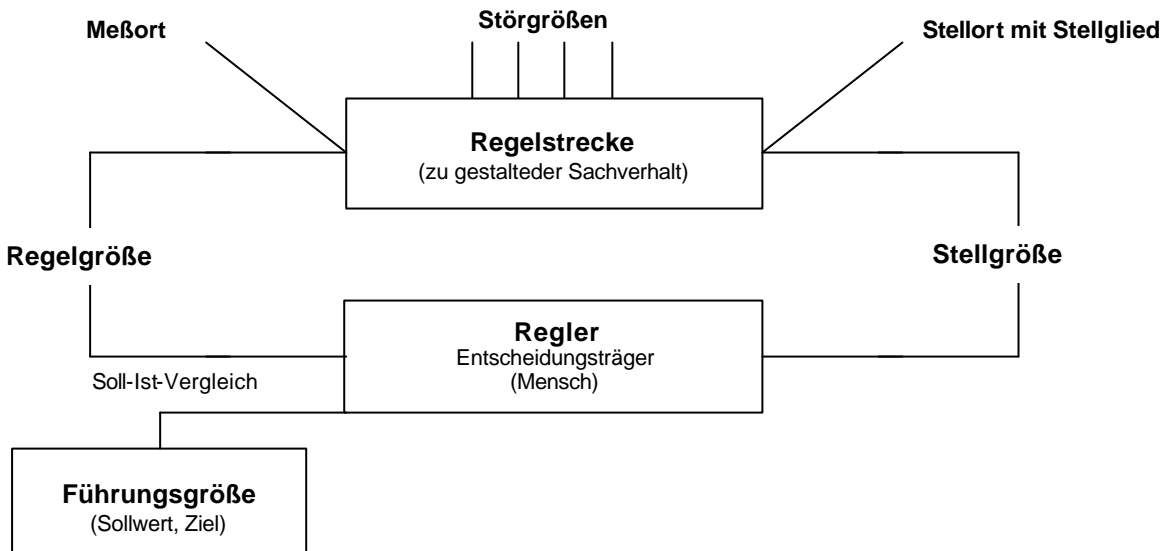 Meßort
Störgrößen
Stellort mit Stellglied
Regelstrecke
(zu gestalteder Sachverhalt)
Regelgröße
Stellgröße
Regler
Entscheidungsträger
(Mensch)
Soll-Ist-Vergleich
Führungsgröße
(Sollwert, Ziel)